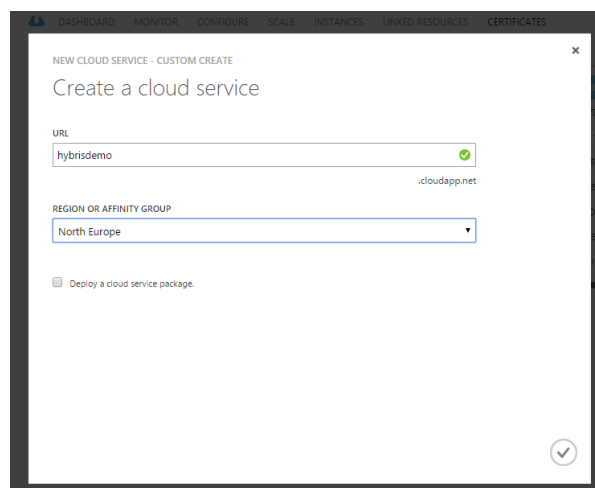 DASHBOARD MONITOR CONFIGURE SCALE INSTANCES LINKED RESOURCES CERTIFICATES
NEW CLOUD SERVICE - CUSTOM CREATE
Create a cloud service
URL
hybrisdemo
.cloudapp.net
REGION OR AFFINITY GROUP
North Europe
Deploy a cloud service package.